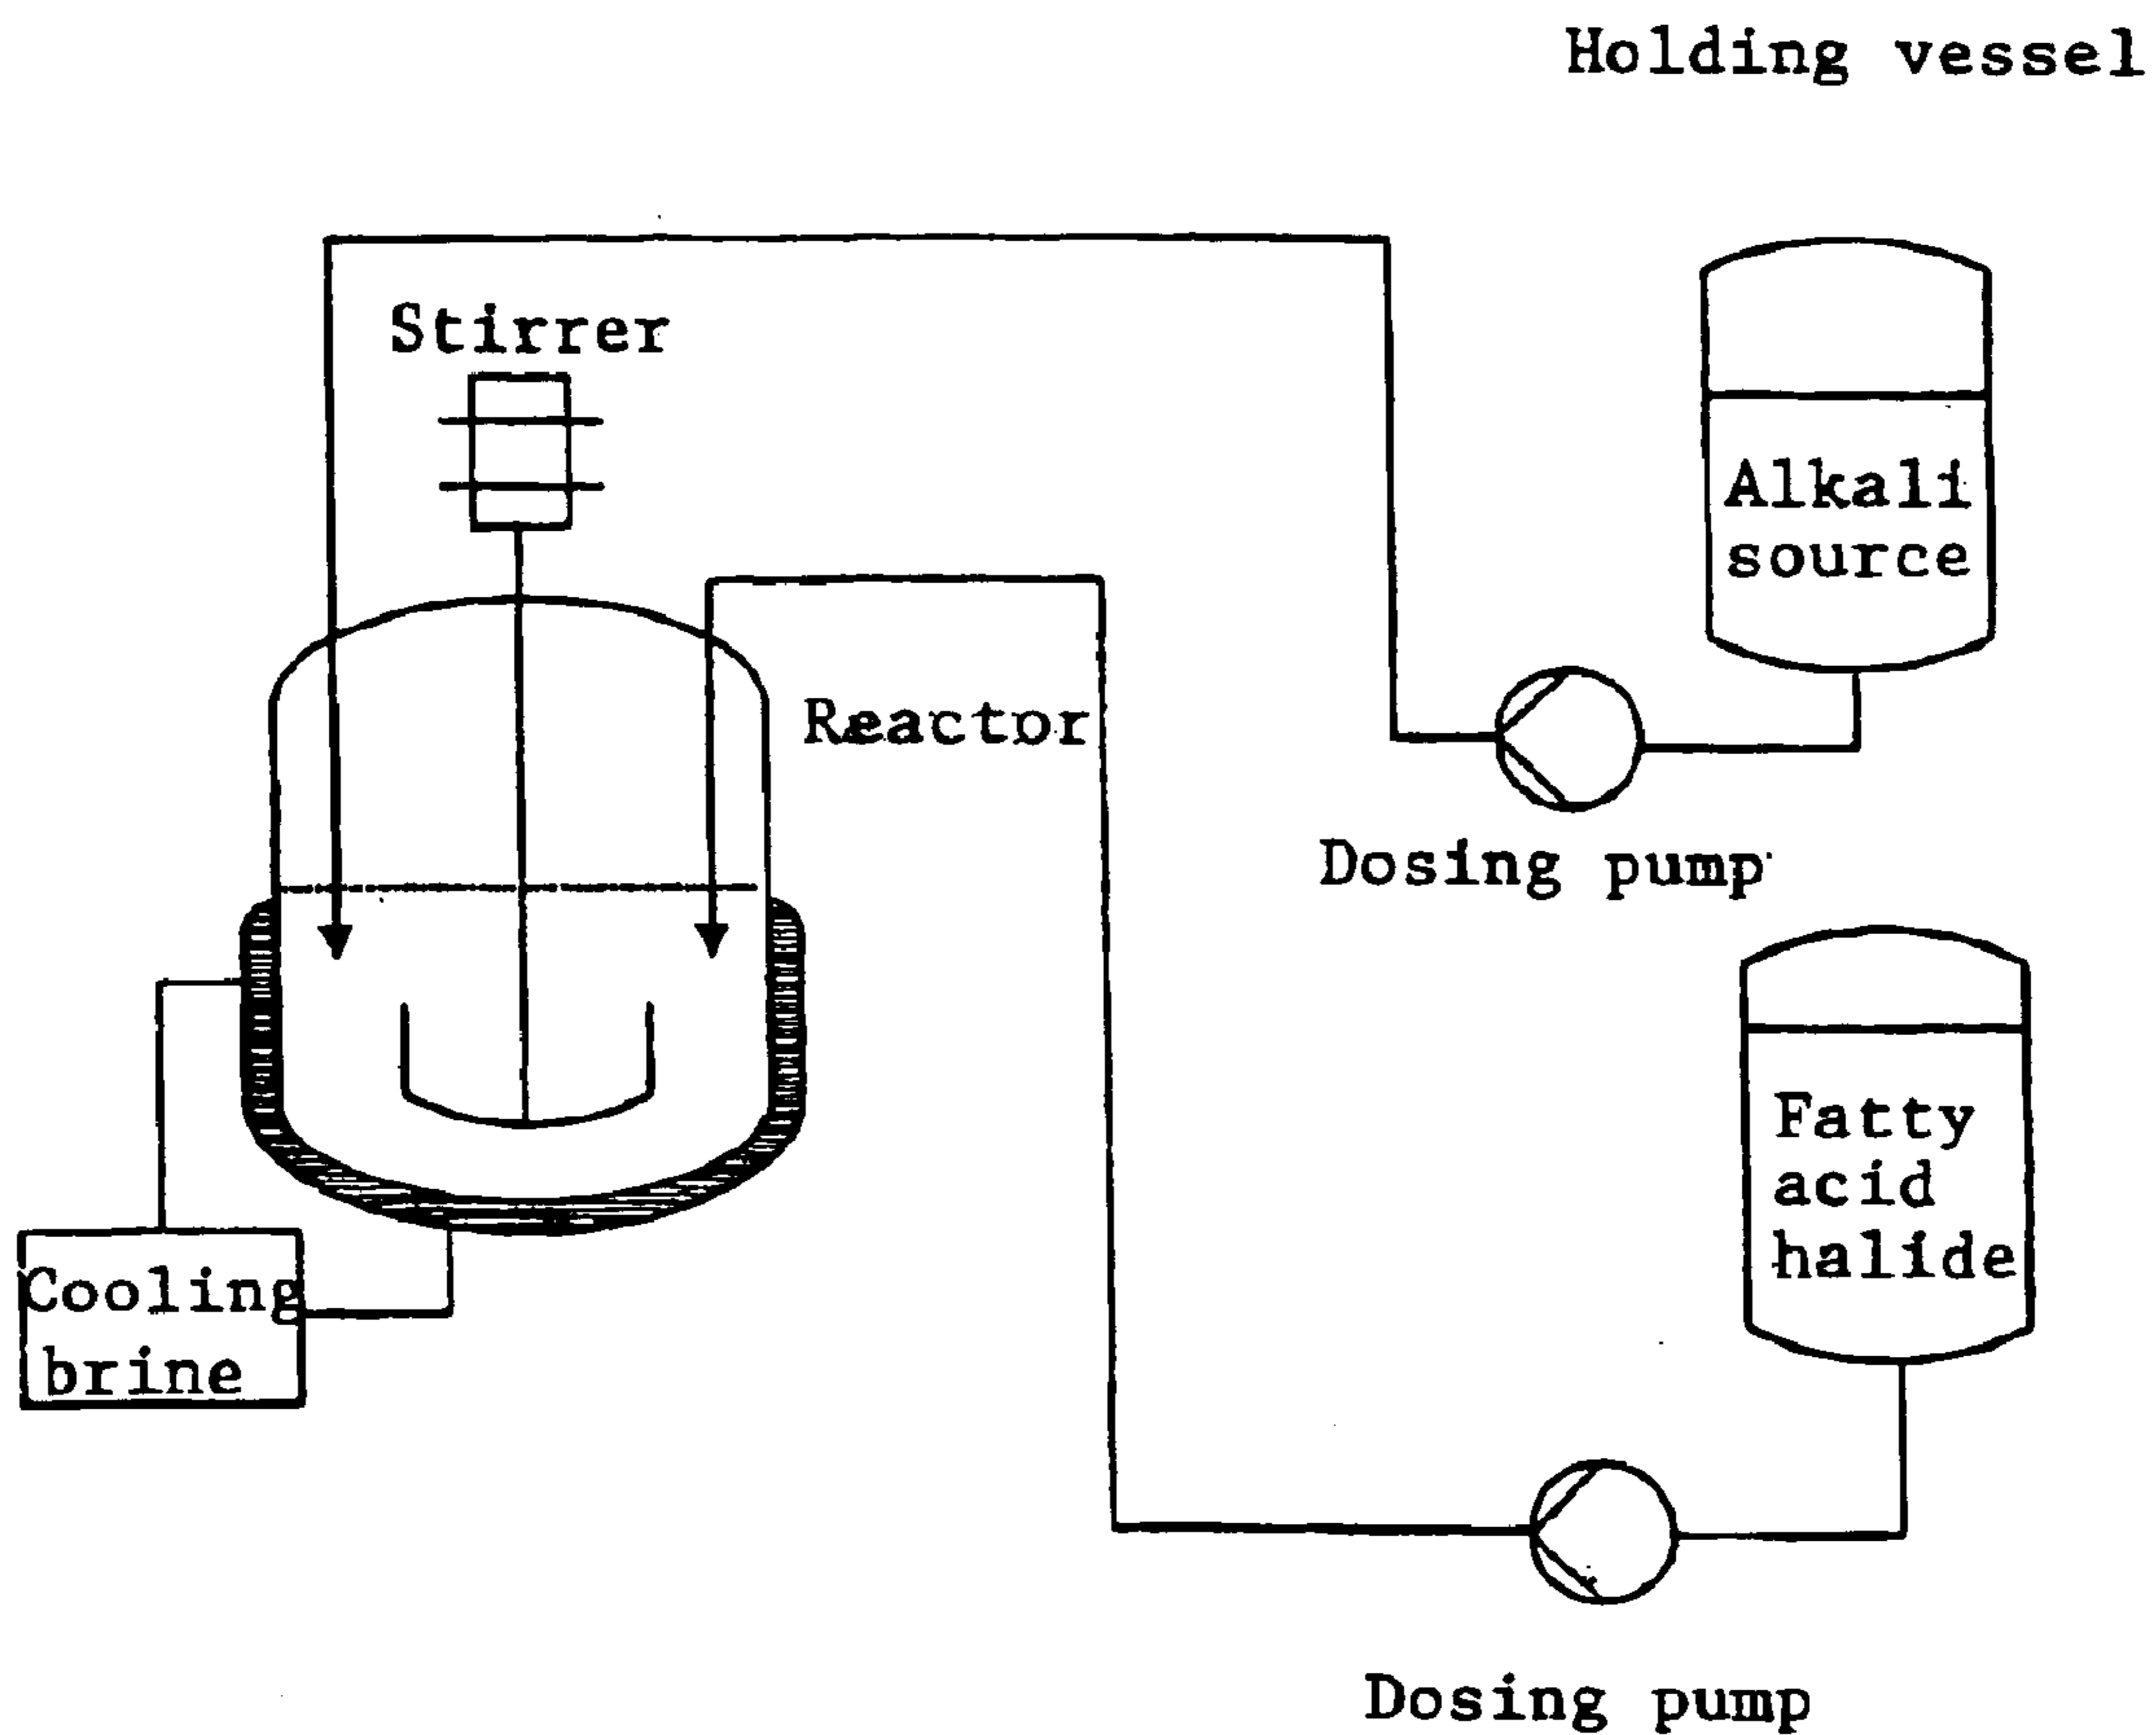 Holding vessel
Stirrer
Alkali
source
Reactor
Dosing pump
Fatty
acid
halide
Cooling
brine
Dosing pump